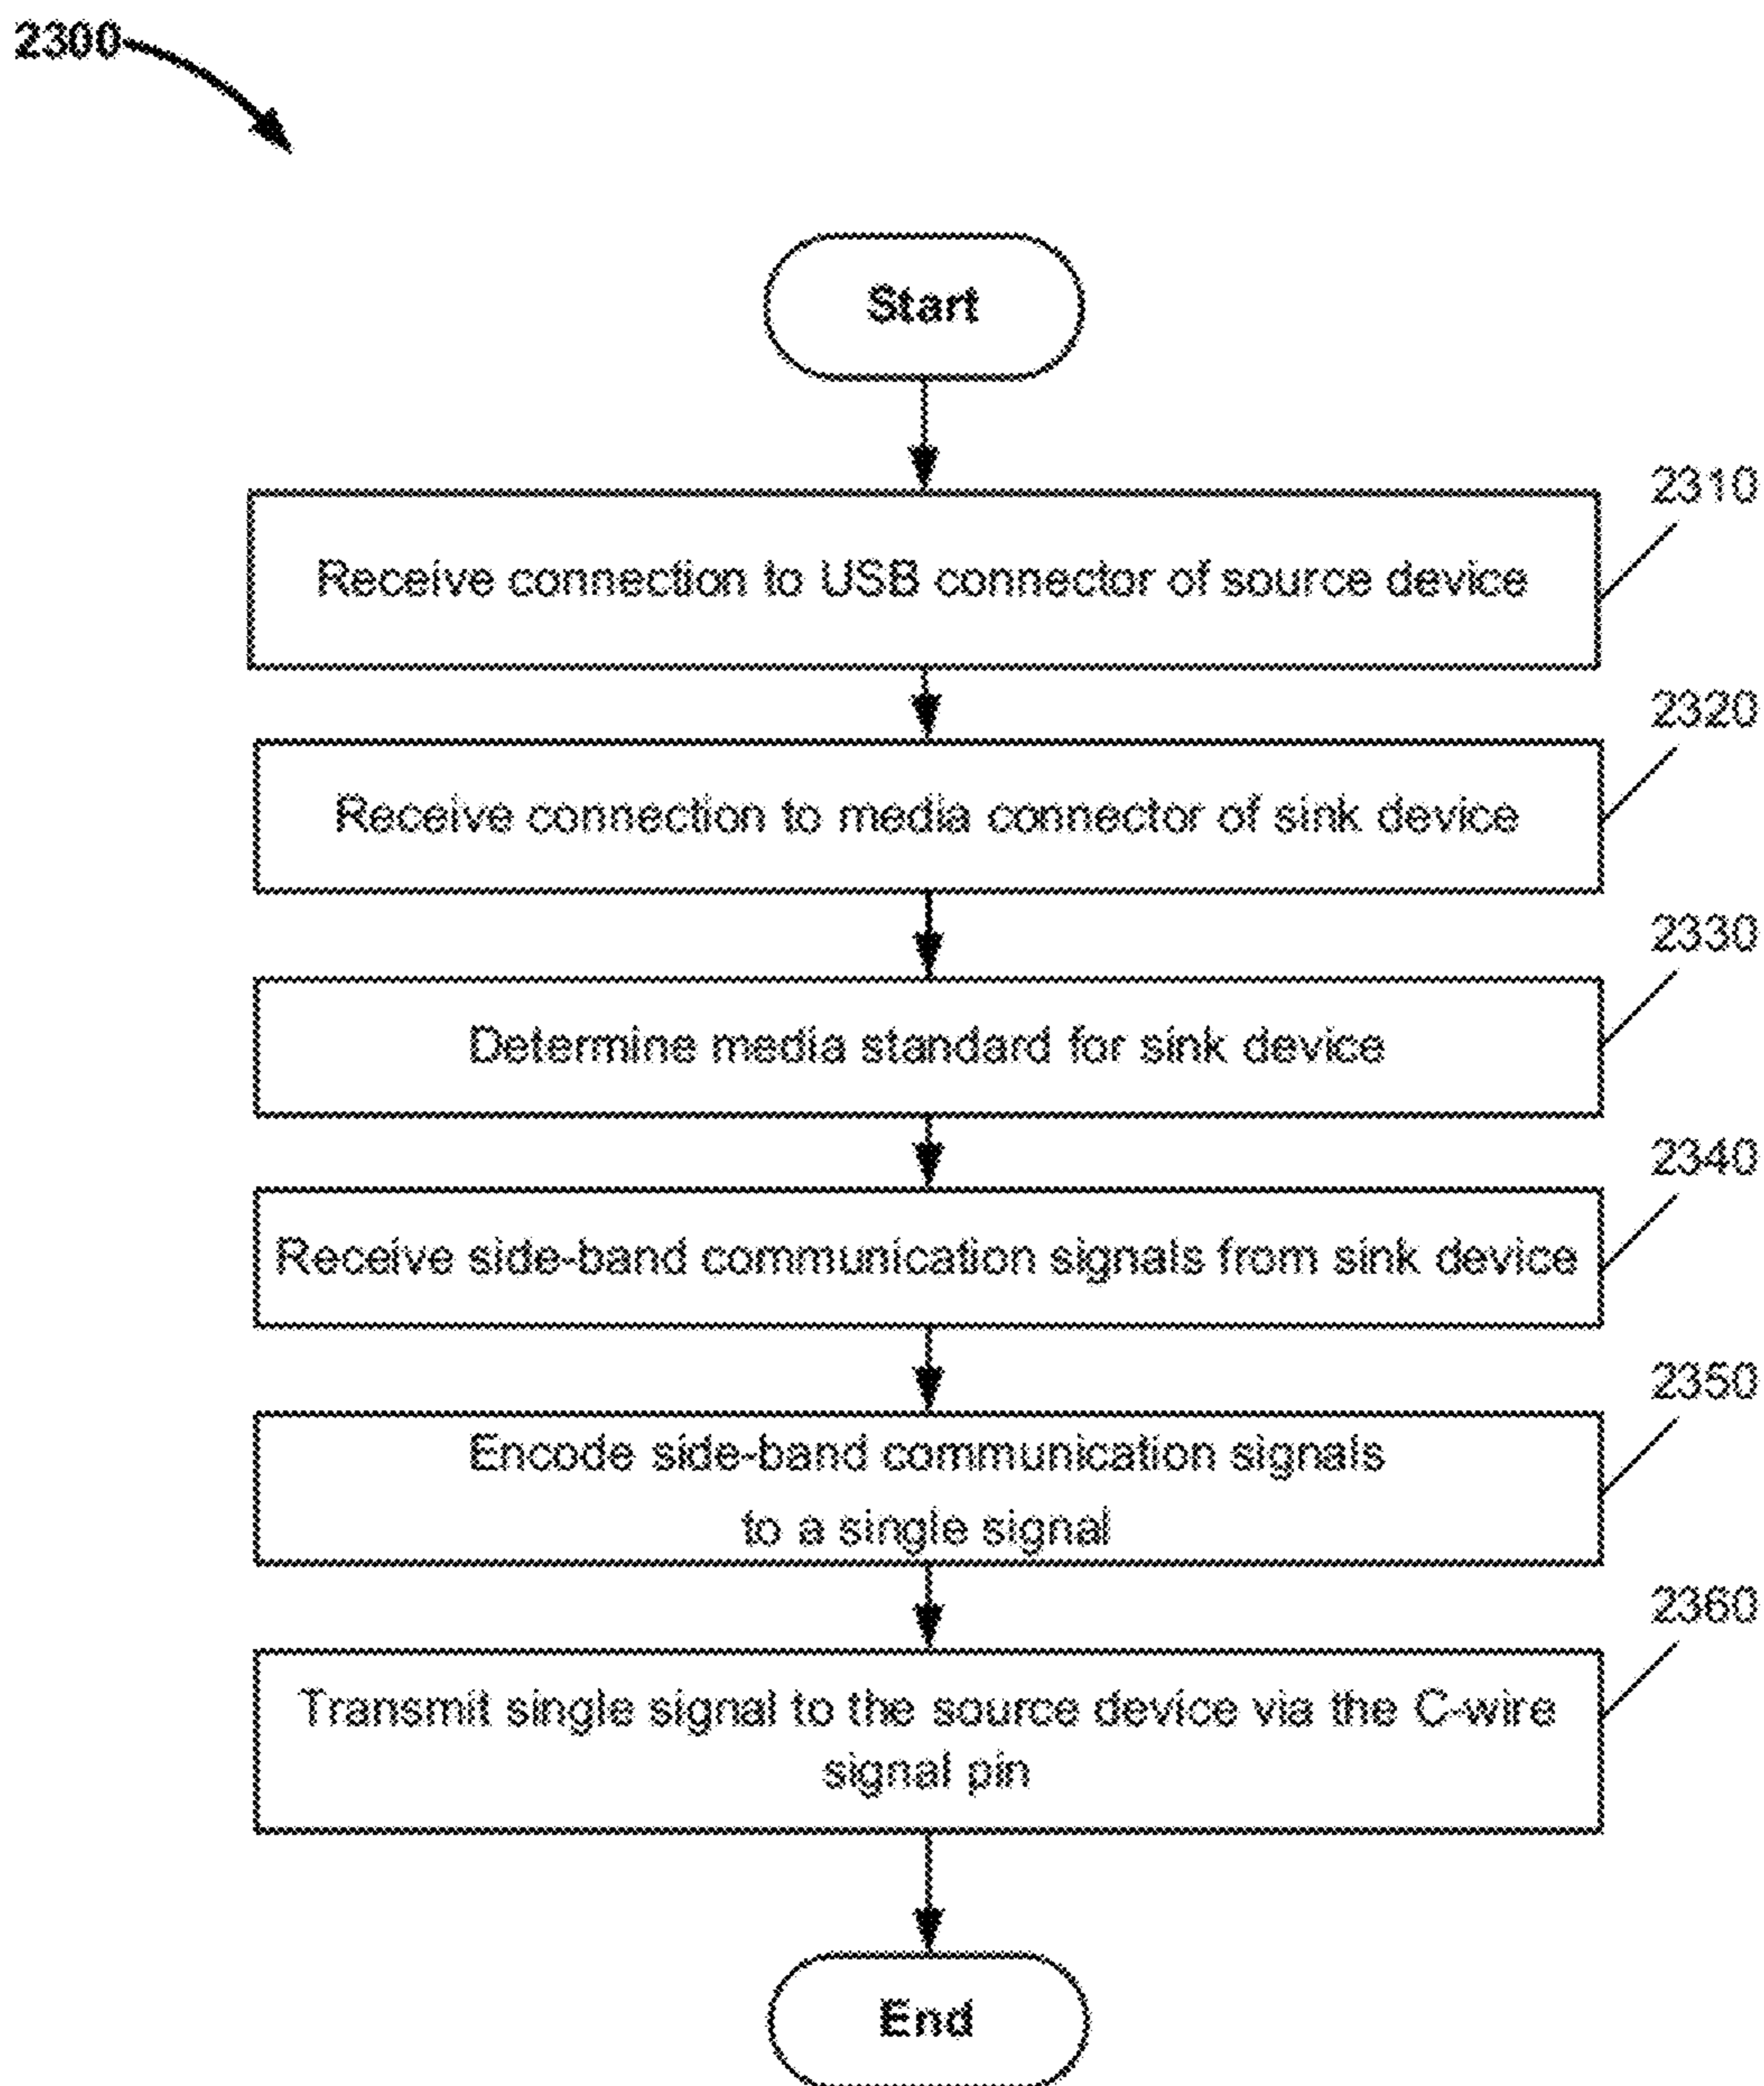 2300
Start
2310
Receive connection to USB connector of source device
2320
Receive connection to media connector of sink device
2330
Determine media standard for sink device
2340
Receive side-band communication signals from sink device
2350
Encode side-band communication signals
to a single signal
2360
Transmit single signal to the source device via the C-wire
signal pin
End